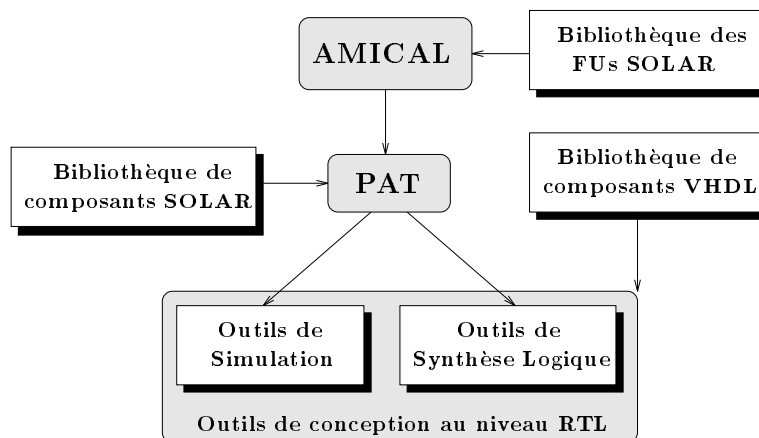 AMICAL
Bibliothèque des
FUs SOLAR
Bibliothèque de
composants SOLAR
PAT
Bibliothèque de
composants VHDL
Outils de
Simulation
Outils de
Synthèse Logique
Outils de conception au niveau RTL